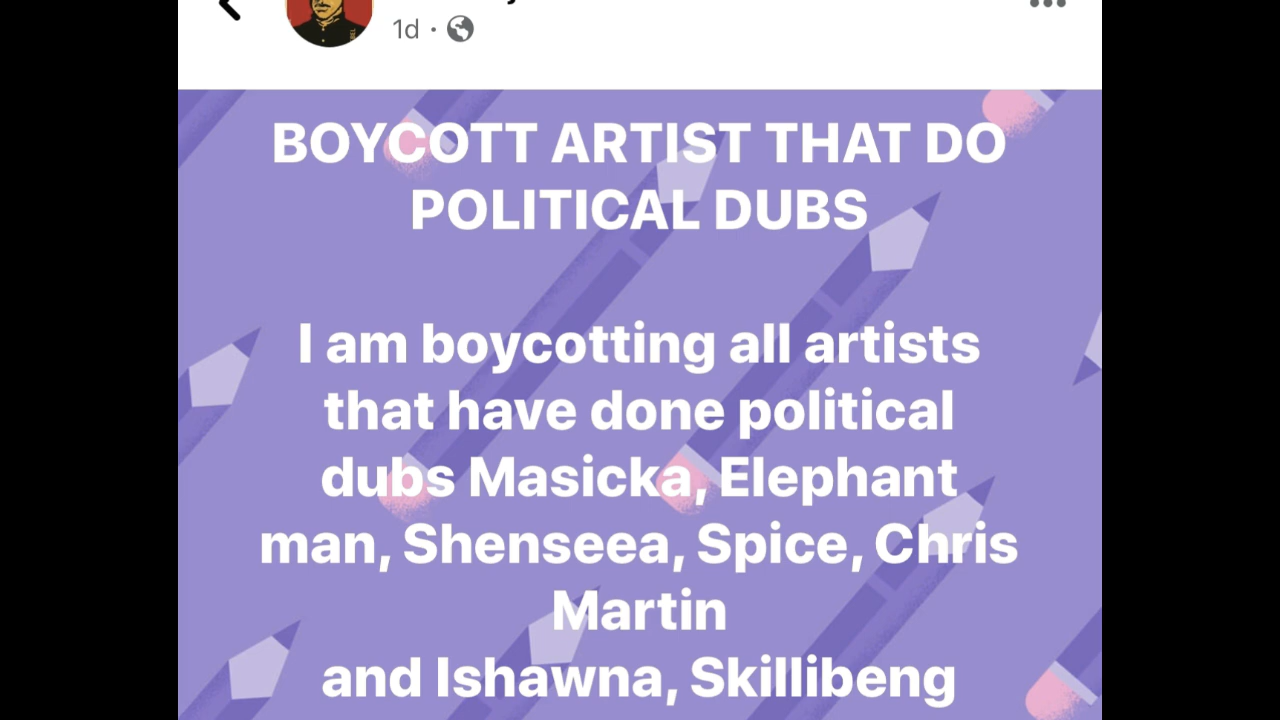 1d ·
BOYCOTT ARTIST THAT DO
POLITICAL DUBS
I am boycotting all artists
that have done political
dubs Masicka, Elephant
man, Shenseea, Spice, Chris
Martin
and Ishawna, Skillibeng